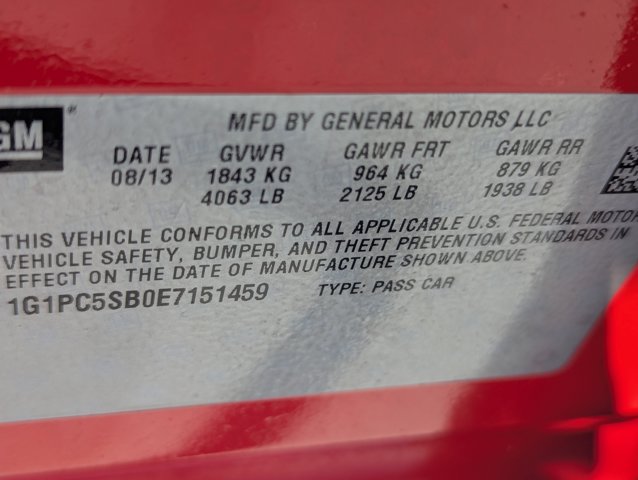 GM®
MFD BY GENERAL MOTORS LLC
DATE GVWR GAWR FRT GAWR RR
08/13 1843 KG 964 KG 879 KG
4063 LB 2125 LB 1938 LB
THIS VEHICLE CONFORMS TO ALL APPLICABLE U.S. FEDERAL MOTOR
VEHICLE SAFETY, BUMPER, AND THEFT PREVENTION STANDARDS IN
EFFECT ON THE DATE OF MANUFACTURE SHOWN ABOVE.
1G1PC5SB0E7151459 TYPE: PASS CAR